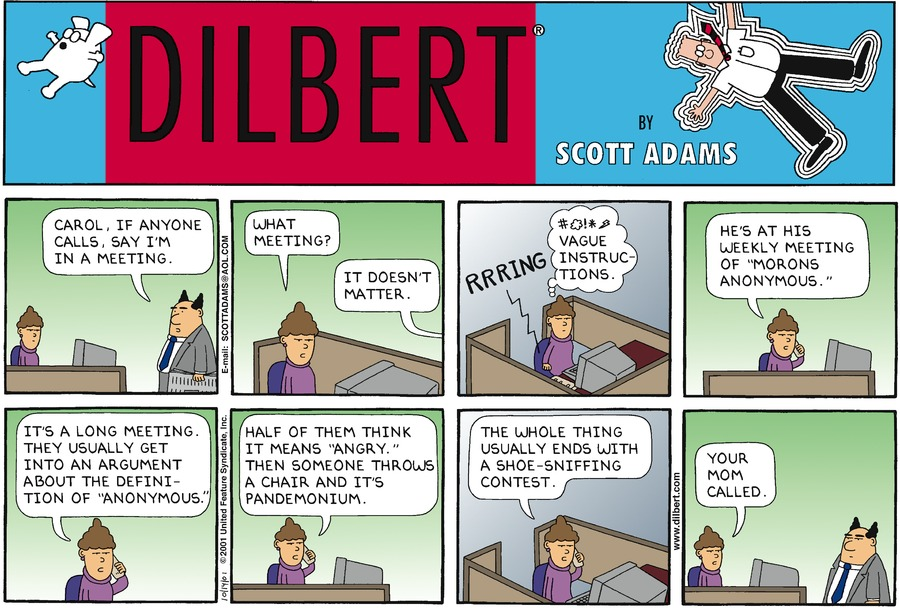 DILBERT®
BY
SCOTT ADAMS
CAROL, IF ANYONE
CALLS, SAY I'M
IN A MEETING.
E-mail: SCOTTADAMS@AOL.COM
WHAT
MEETING?
IT DOESN'T
MATTER.
RRRING
#
!*
VAGUE
INSTRUC-
TIONS.
HE'S AT HIS
WEEKLY MEETING
OF "MORONS
ANONYMOUS."
IT'S A LONG MEETING.
THEY USUALLY GET
INTO AN ARGUMENT
ABOUT THE DEFINI-
TION OF "ANONYMOUS."
10/14/01 © 2001 United Feature Syndicate, Inc.
HALF OF THEM THINK
IT MEANS "ANGRY."
THEN SOMEONE THROWS
A CHAIR AND IT'S
PANDEMONIUM.
THE WHOLE THING
USUALLY ENDS WITH
A SHOE-SNIFFING
CONTEST.
www.dilbert.com
YOUR
MOM
CALLED.